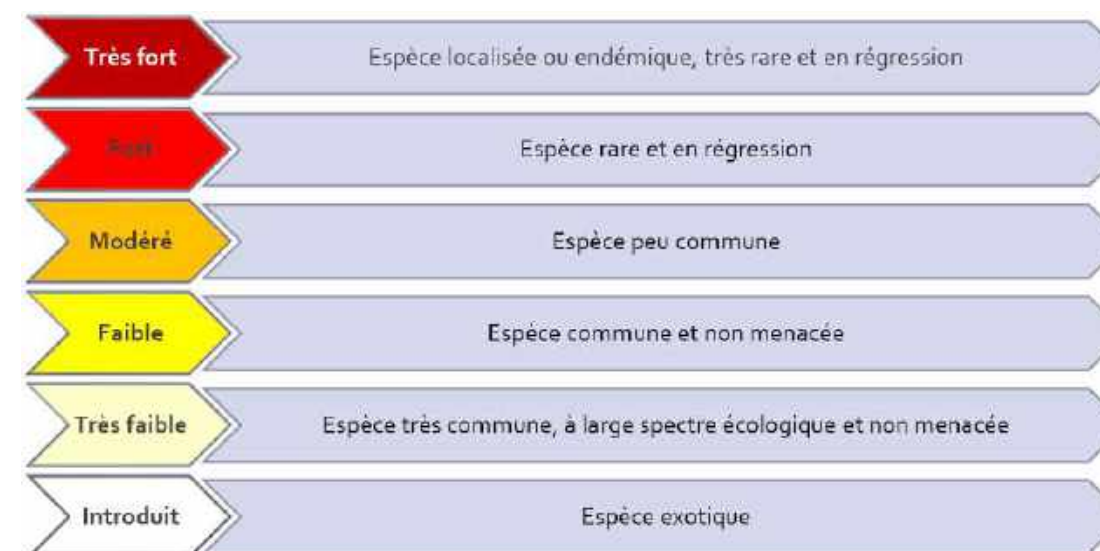 Très fort
Espèce localisée ou endémique, très rare et en régression
Fort
Espèce rare et en régression
Modéré
Espèce peu commune
Faible
Espèce commune et non menacée
Très faible
Espèce très commune, à large spectre écologique et non menacée
Introduit
Espèce exotique